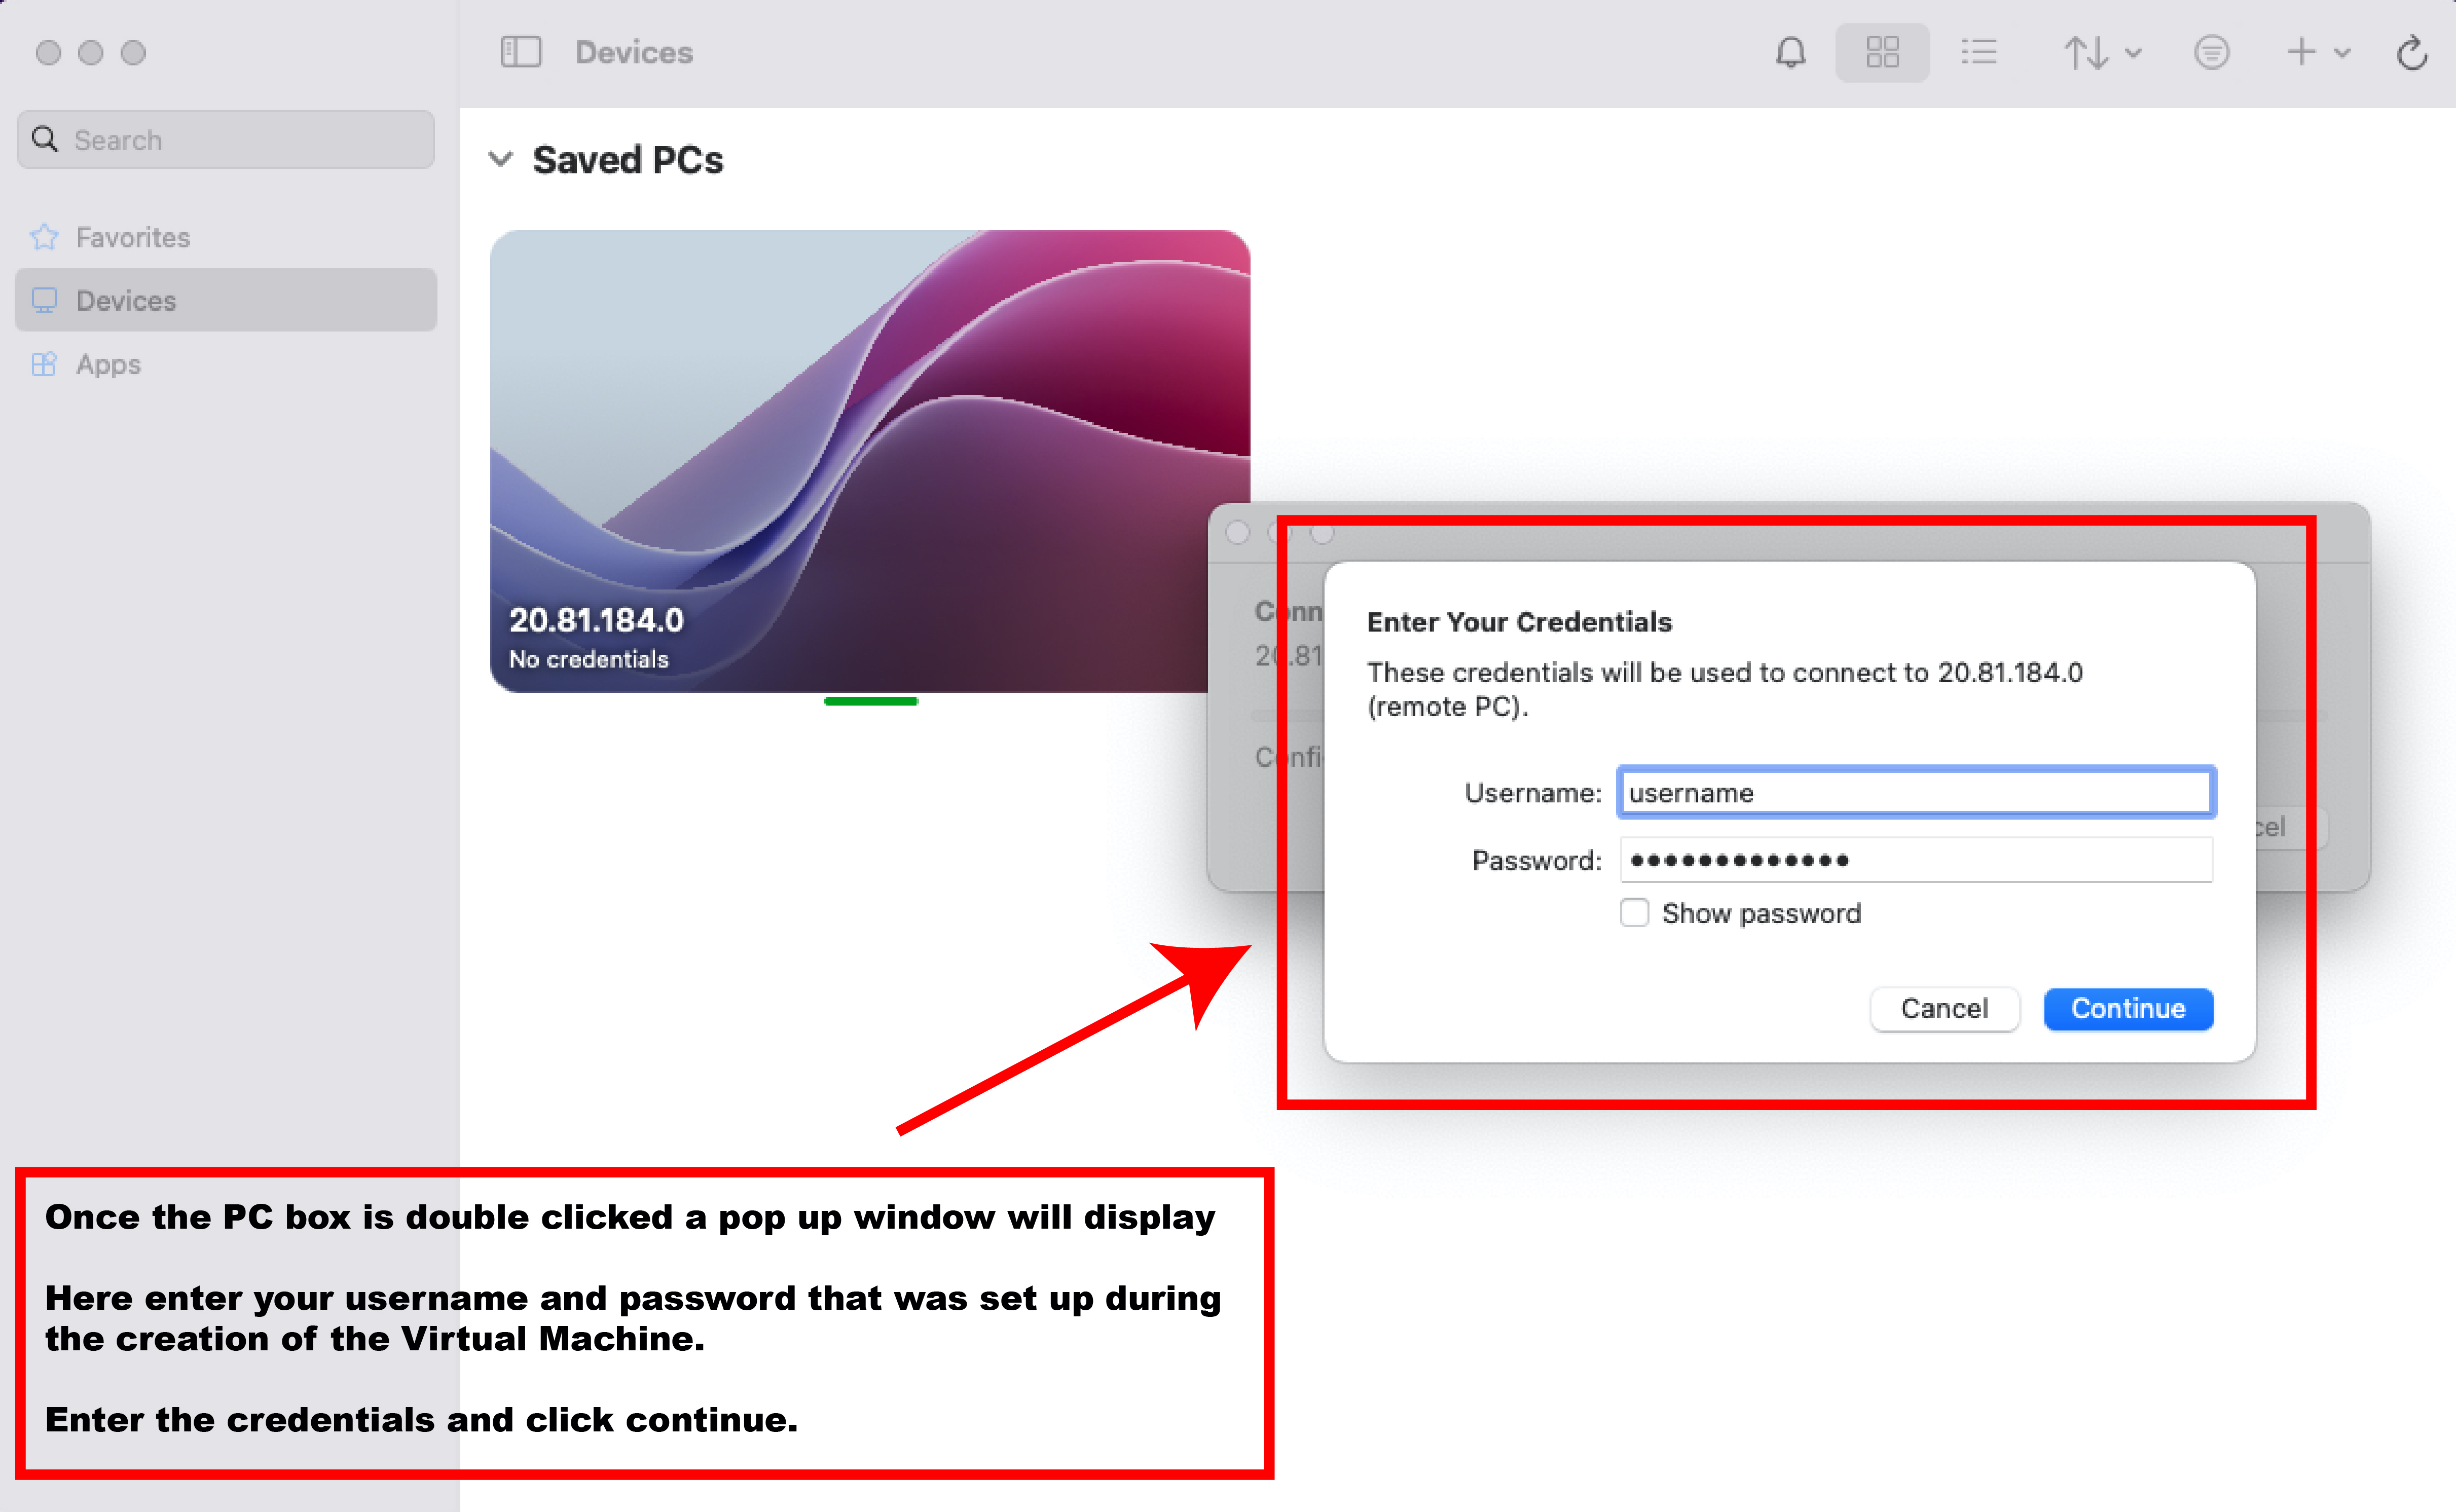 Devices
Search
Favorites
Devices
Apps
Saved PCs
20.81.184.0
No credentials
Conn
20.81
Confi
cel
Enter Your Credentials
These credentials will be used to connect to 20.81.184.0
(remote PC).
Username: username
Password: •••••••••••••
Show password
Cancel Continue
Once the PC box is double clicked a pop up window will display
Here enter your username and password that was set up during
the creation of the Virtual Machine.
Enter the credentials and click continue.